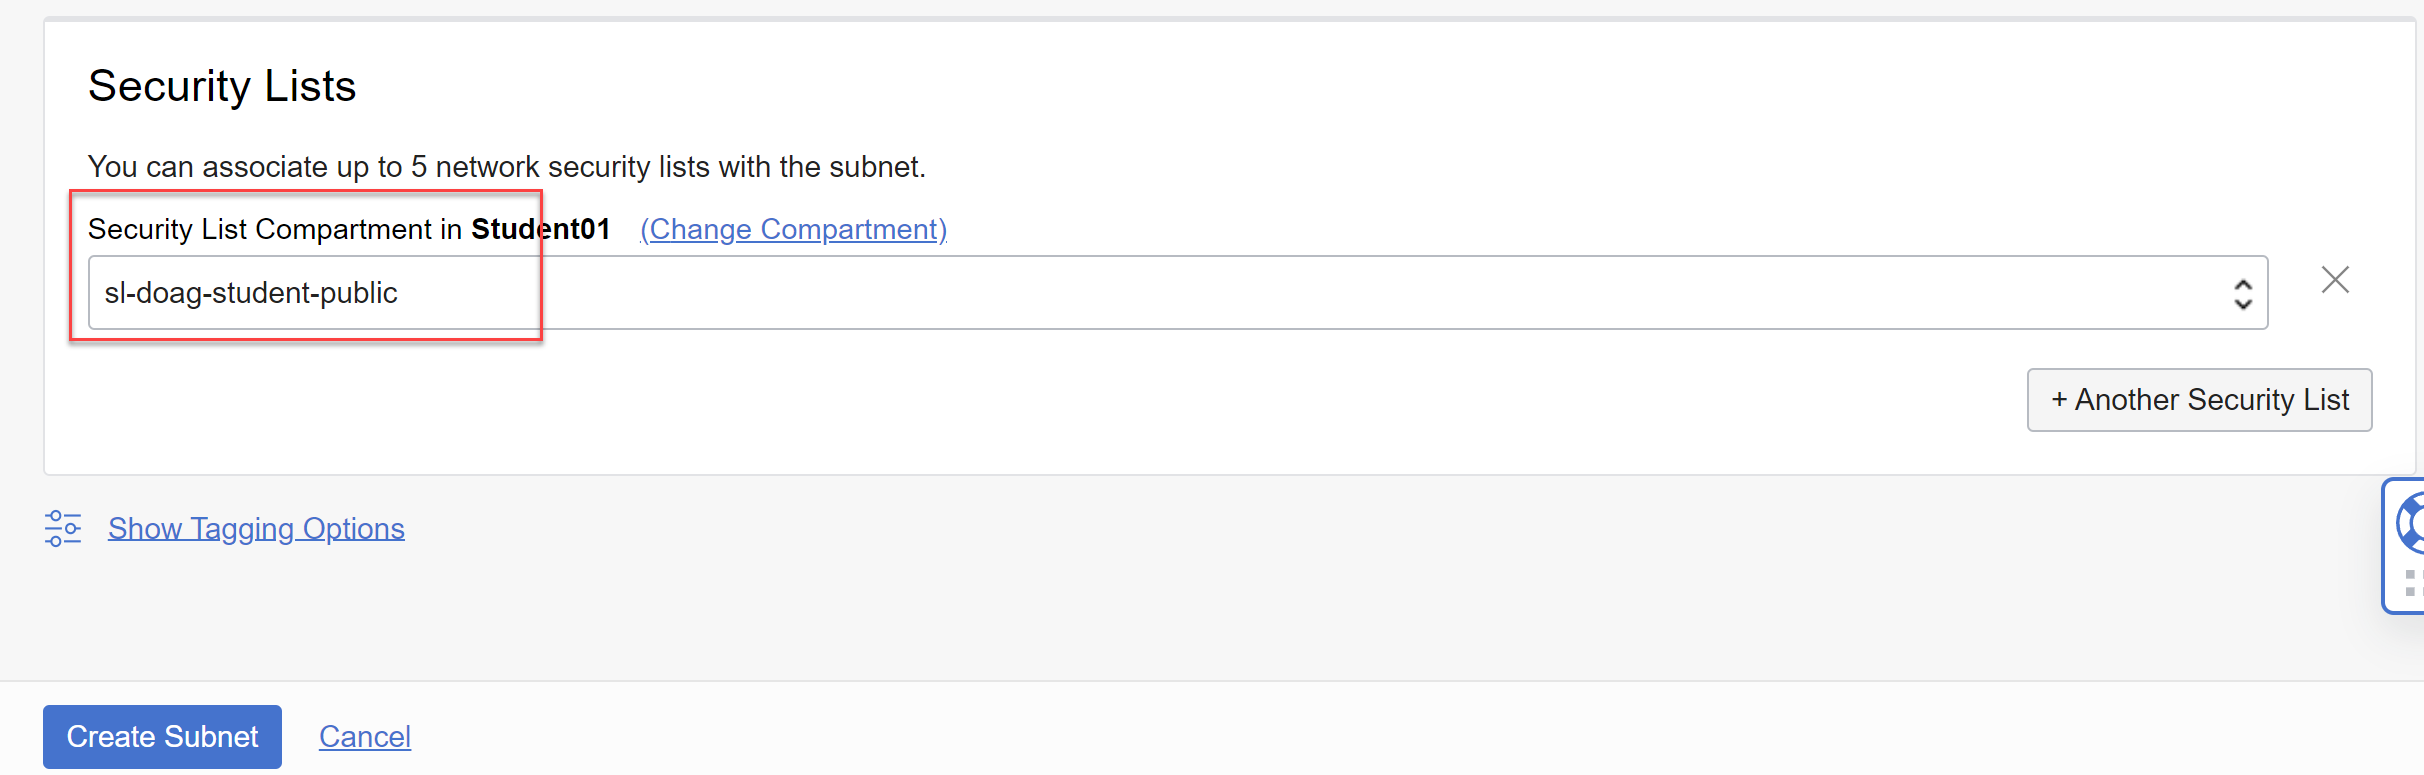 Security Lists
You can associate up to 5 network security lists with the subnet.
Security List Compartment in Student01 (Change Compartment)
sl-doag-student-public
+ Another Security List
Show Tagging Options
Create Subnet Cancel